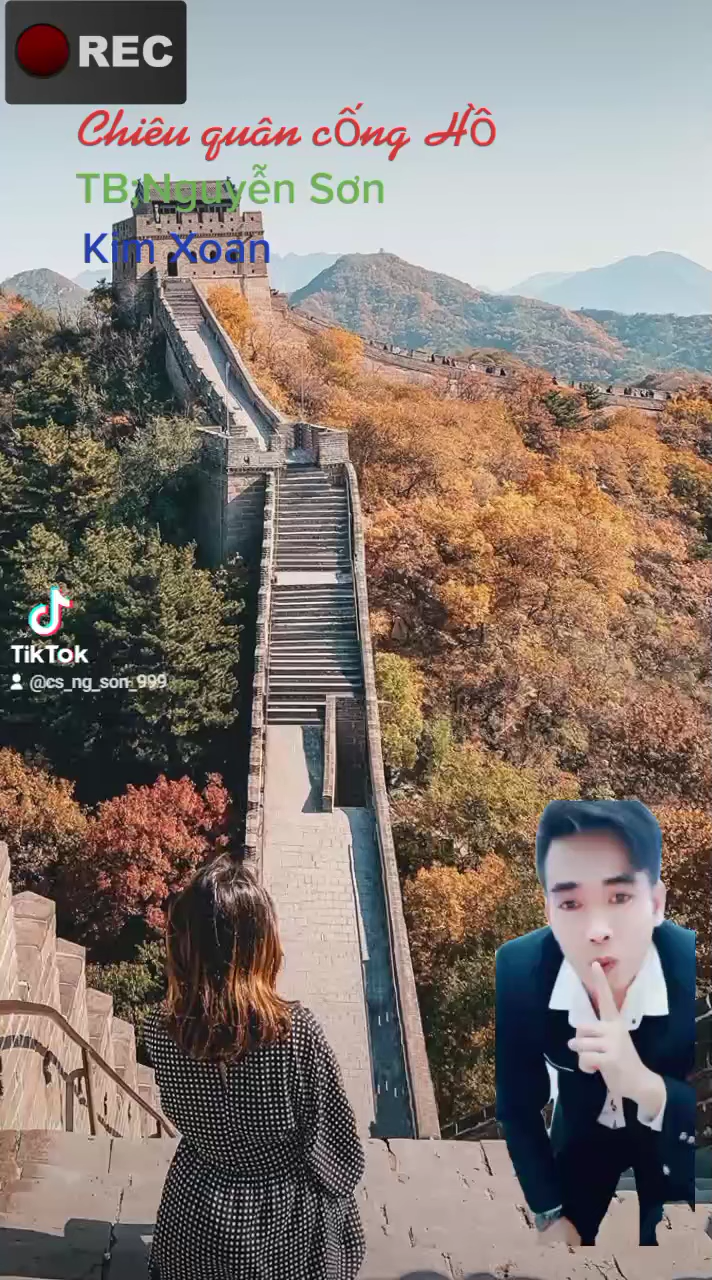 REC
Chiêu quân cỐng HỒ
TB,Nguyễn Sơn
Kim Xoan
TikTok
@cs_ng_son_999